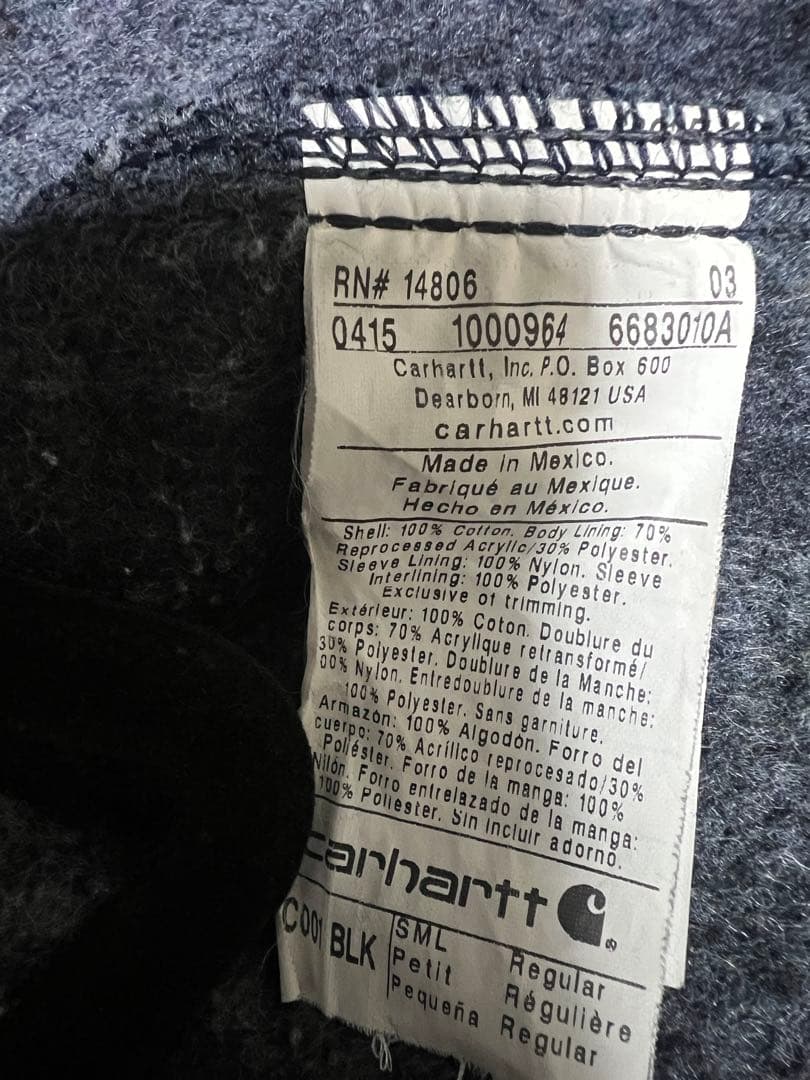 RN# 14806 03
0415 1000964 6683010A
Carhartt, Inc. P.O. Box 600
Dearborn, MI 48121 USA
carhartt.com
Made in Mexico.
Fabriqué au Mexique.
Hecho en México.
Shell: 100% Cotton. Body Lining: 70%
Reprocessed Acrylic/30% Polyester.
Sleeve Lining: 100% Nylon. Sleeve
Interlining: 100% Polyester.
Exclusive of trimming.
Extérieur: 100% Coton. Doublure du
corps: 70% Acrylique retransformé/
30% Polyester. Doublure de la Manche:
00% Nylon. Entredoublure de la manche:
100% Polyester. Sans garniture.
Armazón: 100% Algodón. Forro del
cuerpo: 70% Acrílico reprocesado/30%
Poliéster. Forro de la manga: 100%
Nilón. Forro entrelazado de la manga:
100% Poliester. Sin incluir adorno.
carhartt
C001 BLK SML Regular
Petit Régulière
Pequeña Regular